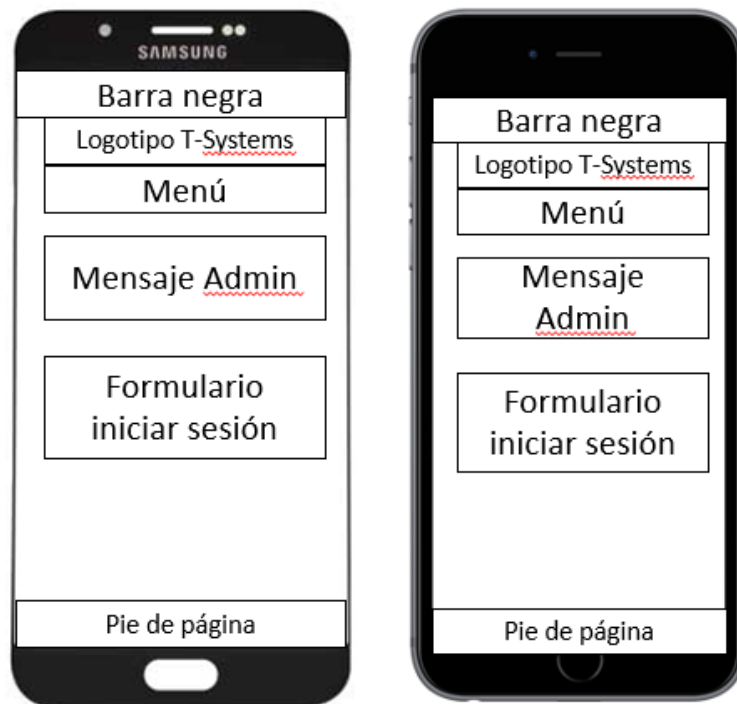 SAMSUNG
Barra negra
Logotipo T-Systems
Menú
Mensaje Admin
Formulario
iniciar sesión
Pie de página
Barra negra
Logotipo T-Systems
Menú
Mensaje
Admin
Formulario
iniciar sesión
Pie de página